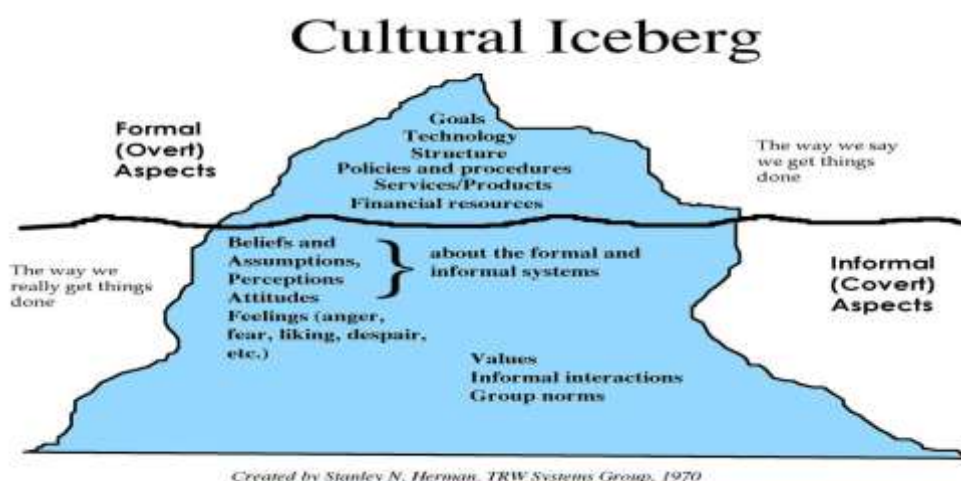 Cultural Iceberg
Formal
(Overt)
Aspects
Goals
Technology
Structure
Policies and procedures
Services/Products
Financial resources
The way we say
we get things
done
The way we
really get things
done
Beliefs and
Assumptions,
Perceptions
Attitudes
Feelings (anger,
fear, liking, despair,
etc.)
about the formal and
informal systems
Values
Informal interactions
Group norms
Informal
(Covert)
Aspects
Created by Stanley N. Herman, TRW Systems Group, 1970